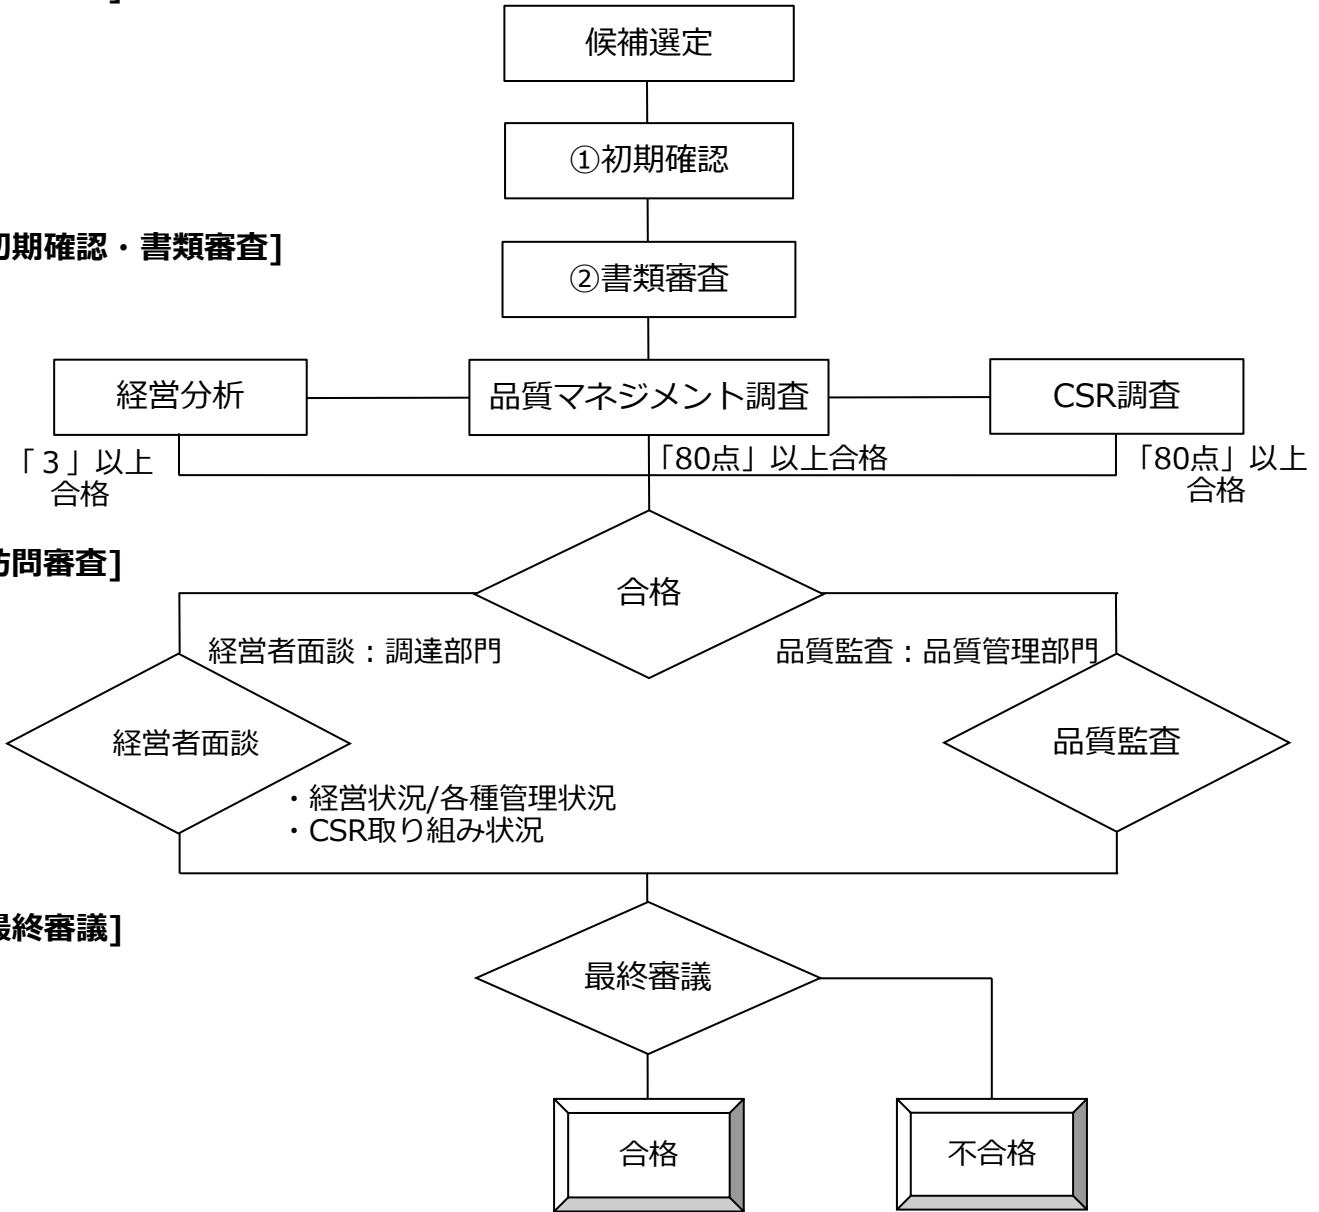 ]
候補選定
①初期確認
初期確認・書類審査]
②書類審査
経営分析
品質マネジメント調査
CSR調査
「３」以上
合格
「80点」以上合格
「80点」以上
合格
訪問審査]
合格
経営者面談：調達部門
品質監査：品質管理部門
経営者面談
品質監査
・経営状況/各種管理状況
・CSR取り組み状況
最終審議]
最終審議
合格
不合格